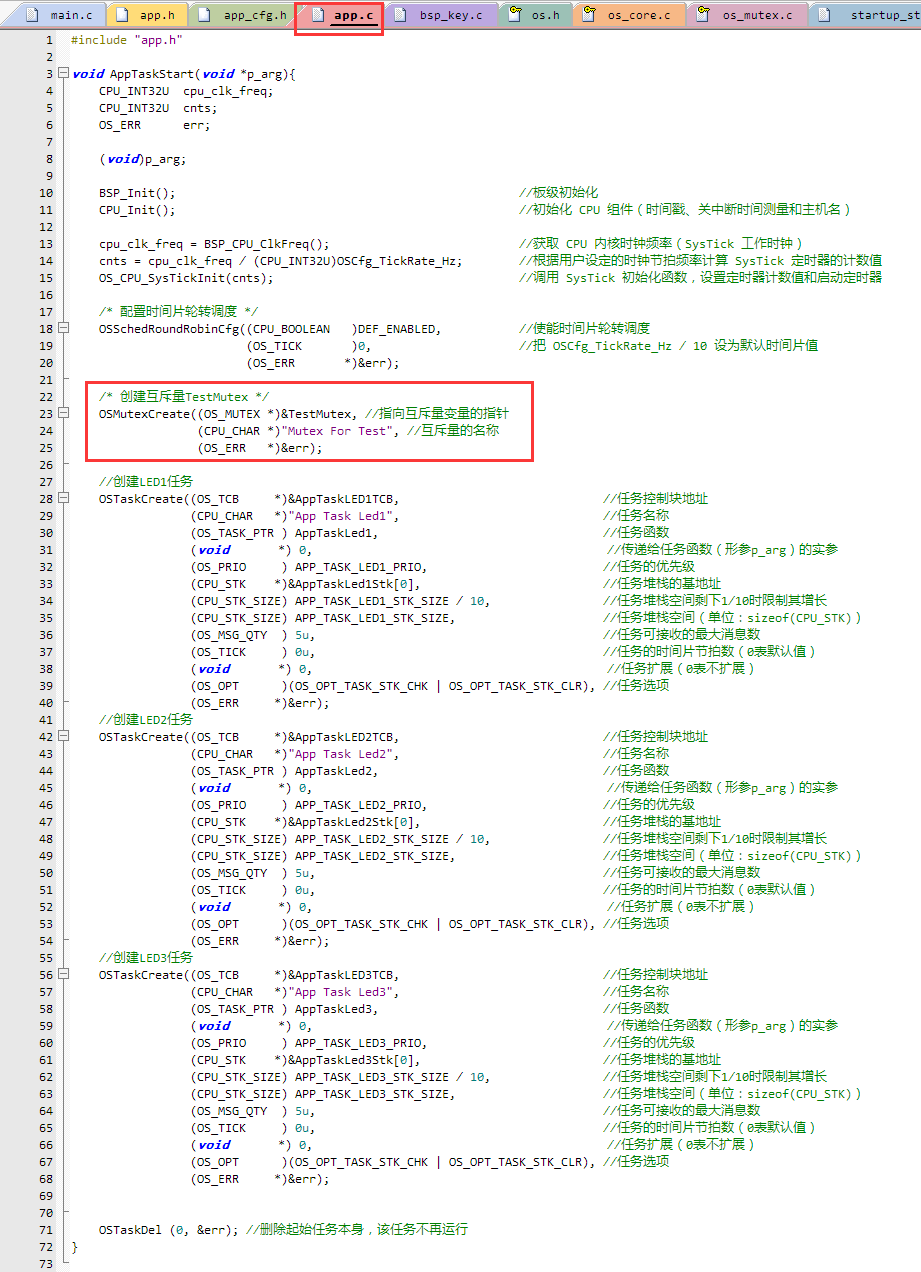 main.c app.h app_cfg.h app.c bsp_key.c os.h os_core.c os_mutex.c startup_st
1 #include "app.h"
2
3 void AppTaskStart(void *p_arg){
4 CPU_INT32U cpu_clk_freq;
5 CPU_INT32U cnts;
6 OS_ERR err;
7
8 (void)p_arg;
9
10 BSP_Init(); //板级初始化
11 CPU_Init(); //初始化 CPU 组件（时间戳、关中断时间测量和主机名）
12
13 cpu_clk_freq = BSP_CPU_ClkFreq(); //获取 CPU 内核时钟频率（SysTick 工作时钟）
14 cnts = cpu_clk_freq / (CPU_INT32U)OSCfg_TickRate_Hz; //根据用户设定的时钟节拍频率计算 SysTick 定时器的计数值
15 OS_CPU_SysTickInit(cnts); //调用 SysTick 初始化函数，设置定时器计数值和启动定时器
16
17 /* 配置时间片轮转调度 */
18 OSSchedRoundRobinCfg((CPU_BOOLEAN )DEF_ENABLED, //使能时间片轮转调度
19 (OS_TICK )0, //把 OSCfg_TickRate_Hz / 10 设为默认时间片值
20 (OS_ERR *)&err);
21
22 /* 创建互斥量TestMutex */
23 OSMutexCreate((OS_MUTEX *)&TestMutex, //指向互斥量变量的指针
24 (CPU_CHAR *)"Mutex For Test", //互斥量的名称
25 (OS_ERR *)&err);
26
27 //创建LED1任务
28 OSTaskCreate((OS_TCB *)&AppTaskLED1TCB, //任务控制块地址
29 (CPU_CHAR *)"App Task Led1", //任务名称
30 (OS_TASK_PTR ) AppTaskLed1, //任务函数
31 (void *) 0, //传递给任务函数（形参p_arg）的实参
32 (OS_PRIO ) APP_TASK_LED1_PRIO, //任务的优先级
33 (CPU_STK *)&AppTaskLed1Stk[0], //任务堆栈的基地址
34 (CPU_STK_SIZE) APP_TASK_LED1_STK_SIZE / 10, //任务堆栈空间剩下1/10时限制其增长
35 (CPU_STK_SIZE) APP_TASK_LED1_STK_SIZE, //任务堆栈空间（单位：sizeof(CPU_STK)）
36 (OS_MSG_QTY ) 5u, //任务可接收的最大消息数
37 (OS_TICK ) 0u, //任务的时间片节拍数（0表默认值）
38 (void *) 0, //任务扩展（0表不扩展）
39 (OS_OPT )(OS_OPT_TASK_STK_CHK | OS_OPT_TASK_STK_CLR), //任务选项
40 (OS_ERR *)&err);
41 //创建LED2任务
42 OSTaskCreate((OS_TCB *)&AppTaskLED2TCB, //任务控制块地址
43 (CPU_CHAR *)"App Task Led2", //任务名称
44 (OS_TASK_PTR ) AppTaskLed2, //任务函数
45 (void *) 0, //传递给任务函数（形参p_arg）的实参
46 (OS_PRIO ) APP_TASK_LED2_PRIO, //任务的优先级
47 (CPU_STK *)&AppTaskLed2Stk[0], //任务堆栈的基地址
48 (CPU_STK_SIZE) APP_TASK_LED2_STK_SIZE / 10, //任务堆栈空间剩下1/10时限制其增长
49 (CPU_STK_SIZE) APP_TASK_LED2_STK_SIZE, //任务堆栈空间（单位：sizeof(CPU_STK)）
50 (OS_MSG_QTY ) 5u, //任务可接收的最大消息数
51 (OS_TICK ) 0u, //任务的时间片节拍数（0表默认值）
52 (void *) 0, //任务扩展（0表不扩展）
53 (OS_OPT )(OS_OPT_TASK_STK_CHK | OS_OPT_TASK_STK_CLR), //任务选项
54 (OS_ERR *)&err);
55 //创建LED3任务
56 OSTaskCreate((OS_TCB *)&AppTaskLED3TCB, //任务控制块地址
57 (CPU_CHAR *)"App Task Led3", //任务名称
58 (OS_TASK_PTR ) AppTaskLed3, //任务函数
59 (void *) 0, //传递给任务函数（形参p_arg）的实参
60 (OS_PRIO ) APP_TASK_LED3_PRIO, //任务的优先级
61 (CPU_STK *)&AppTaskLed3Stk[0], //任务堆栈的基地址
62 (CPU_STK_SIZE) APP_TASK_LED3_STK_SIZE / 10, //任务堆栈空间剩下1/10时限制其增长
63 (CPU_STK_SIZE) APP_TASK_LED3_STK_SIZE, //任务堆栈空间（单位：sizeof(CPU_STK)）
64 (OS_MSG_QTY ) 5u, //任务可接收的最大消息数
65 (OS_TICK ) 0u, //任务的时间片节拍数（0表默认值）
66 (void *) 0, //任务扩展（0表不扩展）
67 (OS_OPT )(OS_OPT_TASK_STK_CHK | OS_OPT_TASK_STK_CLR), //任务选项
68 (OS_ERR *)&err);
69
70
71 OSTaskDel (0, &err); //删除起始任务本身，该任务不再运行
72 }
73